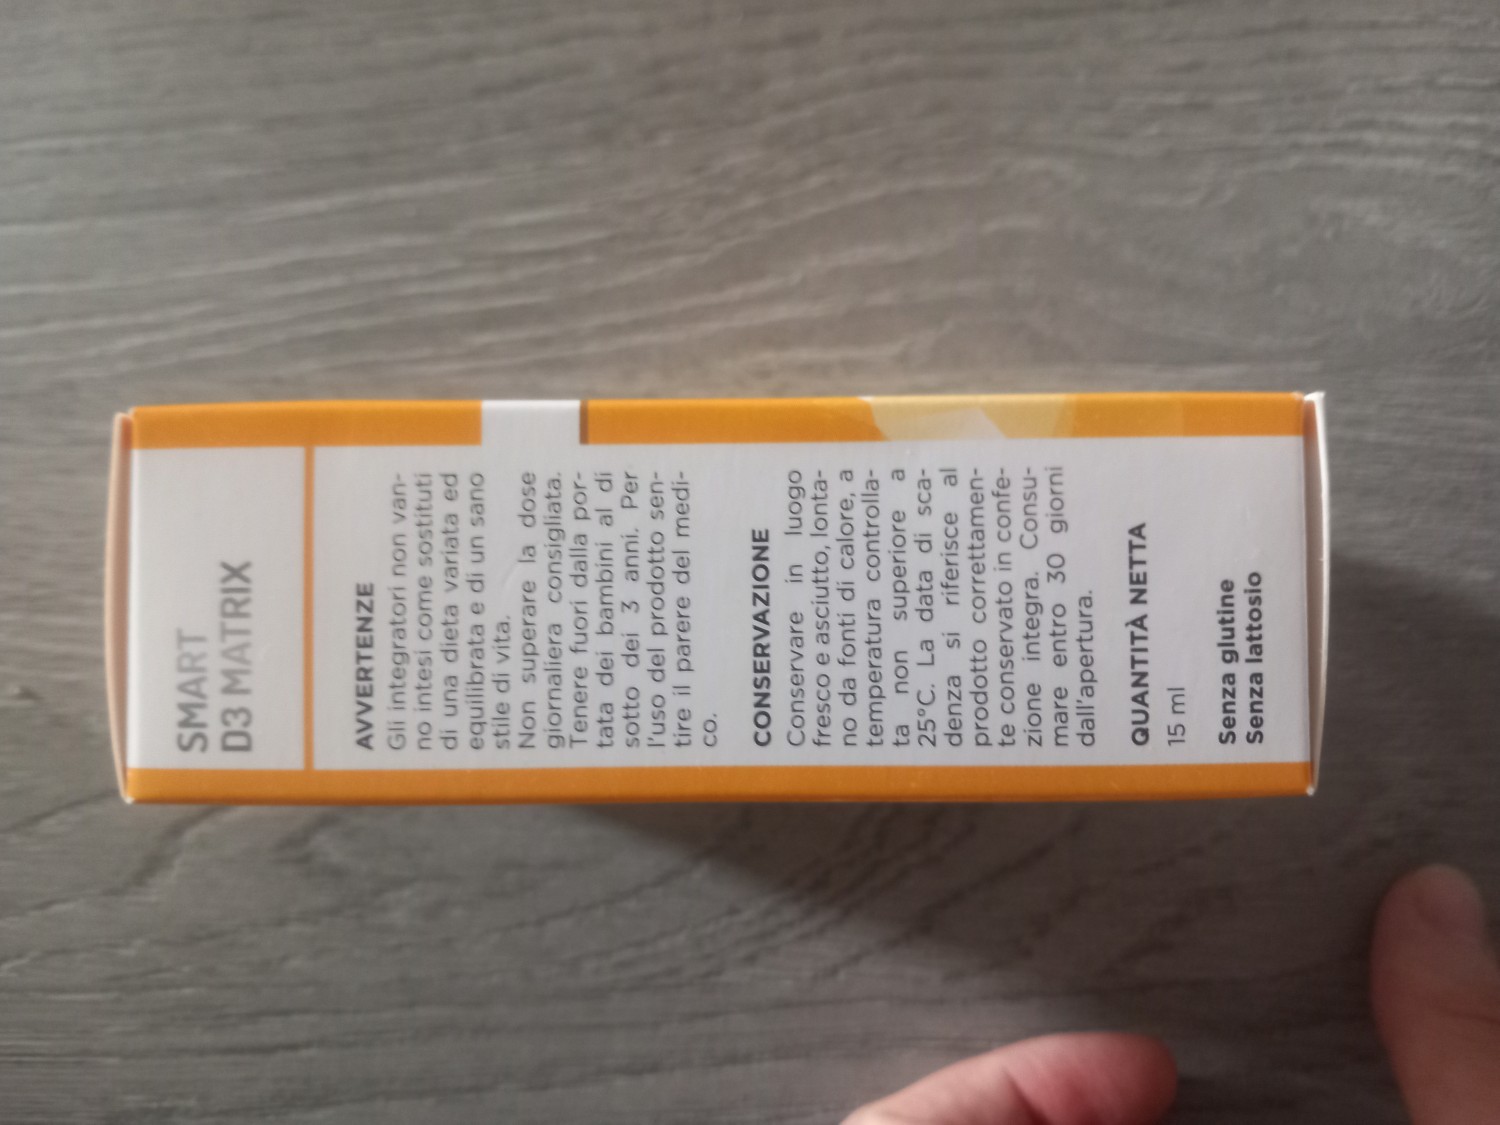 SMART
D3 MATRIX
AVVERTENZE
Gli integratori non van-
no intesi come sostituti
di una dieta variata ed
equilibrata e di un sano
stile di vita.
Non superare la dose
giornaliera consigliata.
Tenere fuori dalla por-
tata dei bambini al di
sotto dei 3 anni. Per
l'uso del prodotto sen-
tire il parere del medi-
co.
CONSERVAZIONE
Conservare in luogo
fresco e asciutto, lonta-
no da fonti di calore, a
temperatura controlla-
ta non superiore a
25°C. La data di sca-
denza si riferisce al
prodotto correttamen-
te conservato in confe-
zione integra. Consu-
mare entro 30 giorni
dall'apertura.
QUANTITÀ NETTA
15 ml
Senza glutine
Senza lattosio